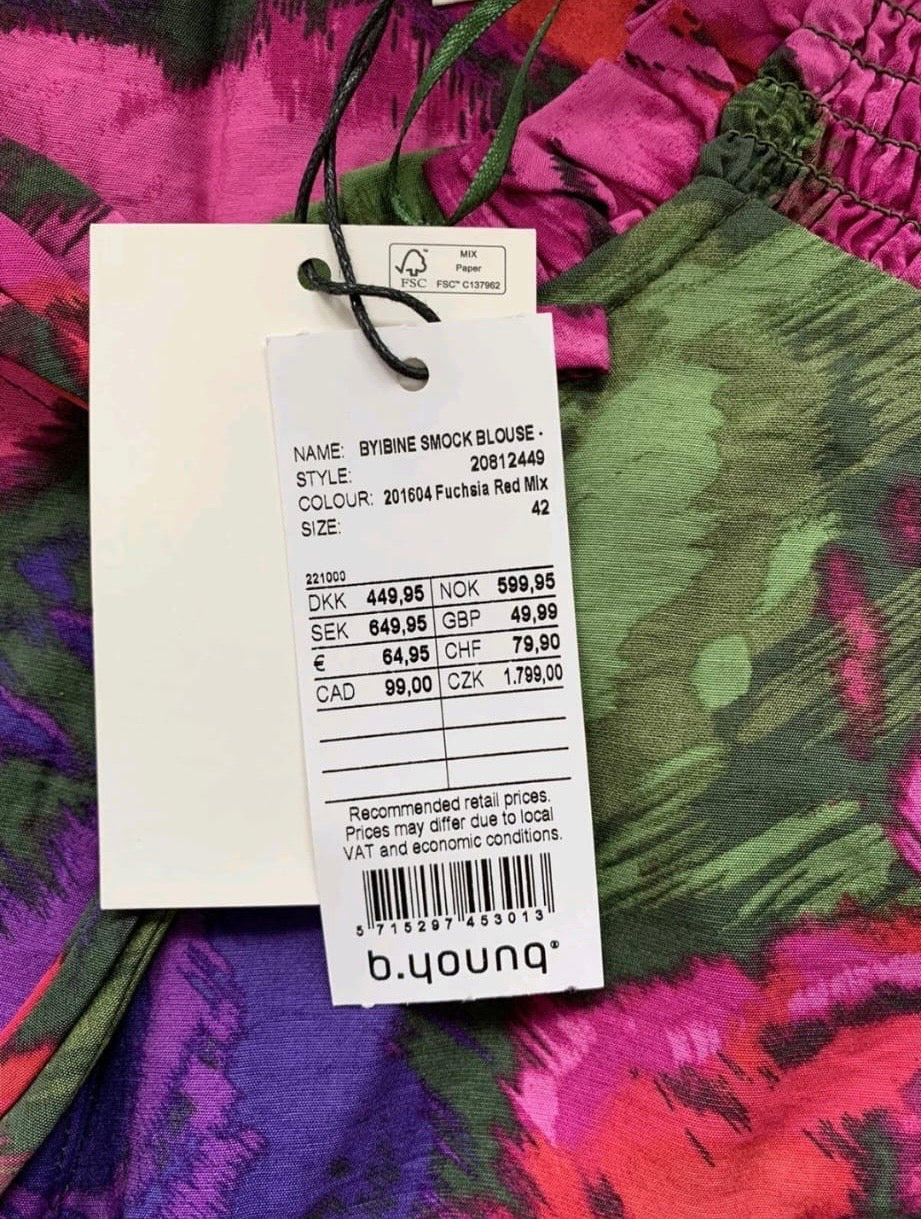 MIX
Paper
FSC
FSC™ C137962
NAME: BYIBINE SMOCK BLOUSE -
STYLE: 20812449
COLOUR: 201604 Fuchsia Red Mix
SIZE: 42
221000
DKK 449,95 NOK 599,95
SEK 649,95 GBP 49,99
€ 64,95 CHF 79,90
CAD 99,00 CZK 1.799,00
Recommended retail prices.
Prices may differ due to local
VAT and economic conditions.
5 715297 453013
b.young®